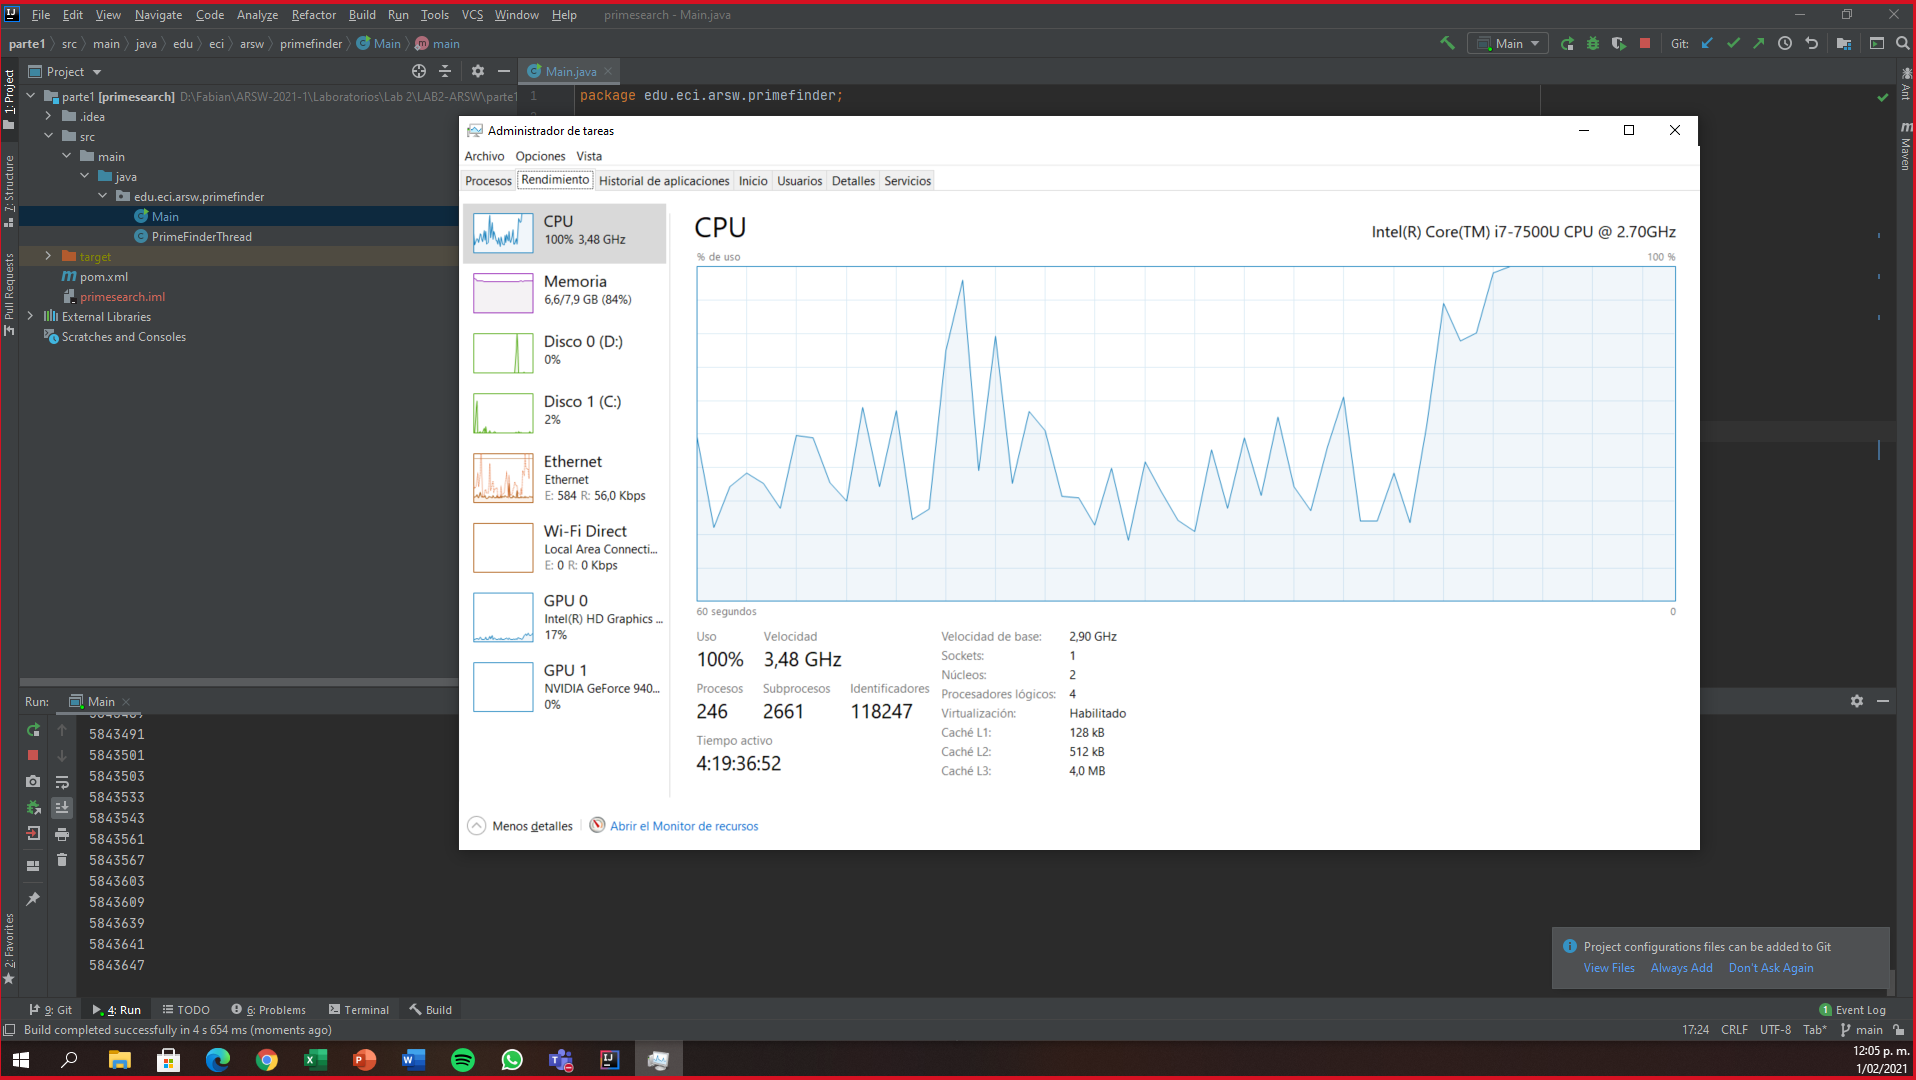 File Edit View Navigate Code Analyze Refactor Build Run Tools VCS Window Help primesearch - Main.java
parte1 src main java edu eci arsw primefinder Main main
Main
Git:
Project
Main.java
1: Project
7: Structure
Pull Requests
2: Favorites
Ant
Maven
parte1 [primesearch] D:\Fabian\ARSW-2021-1\Laboratorios\Lab 2\LAB2-ARSW\parte1
.idea
src
main
java
edu.eci.arsw.primefinder
Main
PrimeFinderThread
target
pom.xml
primesearch.iml
External Libraries
Scratches and Consoles
1 package edu.eci.arsw.primefinder;
Administrador de tareas
Archivo Opciones Vista
Procesos Rendimiento Historial de aplicaciones Inicio Usuarios Detalles Servicios
CPU
100% 3,48 GHz
Memoria
6,6/7,9 GB (84%)
Disco 0 (D:)
0%
Disco 1 (C:)
2%
Ethernet
Ethernet
E: 584 R: 56,0 Kbps
Wi-Fi Direct
Local Area Connecti...
E: 0 R: 0 Kbps
GPU 0
Intel(R) HD Graphics ...
17%
GPU 1
NVIDIA GeForce 940...
0%
CPU
Intel(R) Core(TM) i7-7500U CPU @ 2.70GHz
% de uso 100 %
60 segundos 0
Uso Velocidad
100% 3,48 GHz
Procesos Subprocesos Identificadores
246 2661 118247
Tiempo activo
4:19:36:52
Velocidad de base: 2,90 GHz
Sockets: 1
Núcleos: 2
Procesadores lógicos: 4
Virtualización: Habilitado
Caché L1: 128 kB
Caché L2: 512 kB
Caché L3: 4,0 MB
Menos detalles Abrir el Monitor de recursos
Run: Main
5843491
5843501
5843503
5843533
5843543
5843561
5843567
5843603
5843609
5843639
5843641
5843647
Project configurations files can be added to Git
View Files Always Add Don't Ask Again
9: Git 4: Run TODO 6: Problems Terminal Build
1 Event Log
Build completed successfully in 4 s 654 ms (moments ago)
17:24 CRLF UTF-8 Tab* main
12:05 p. m.
1/02/2021